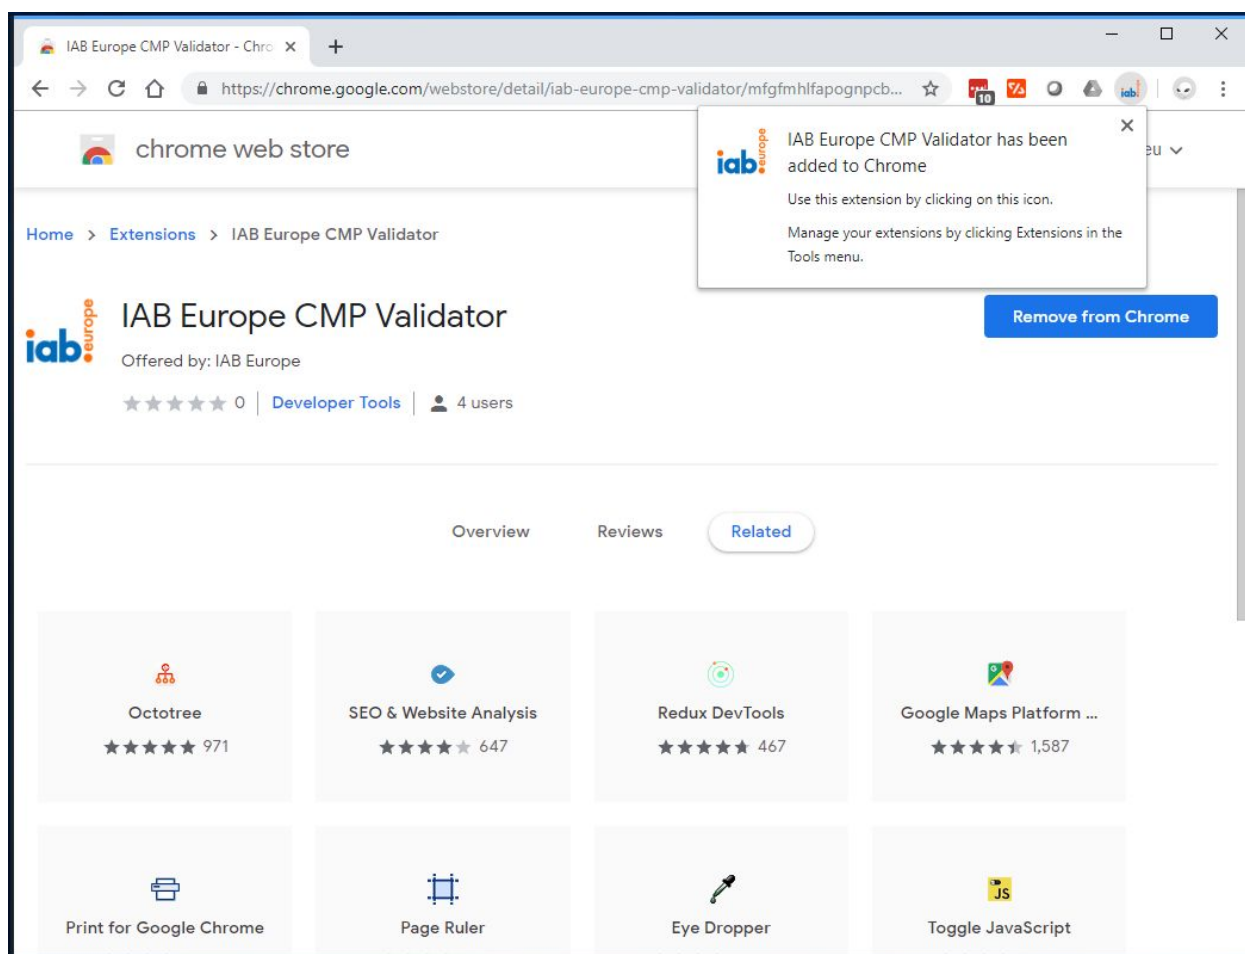 IAB Europe CMP Validator - Chro
https://chrome.google.com/webstore/detail/iab-europe-cmp-validator/mfgfmhlfapognpcb...
10
iab
chrome web store
eu
iab europe
IAB Europe CMP Validator has been
added to Chrome
Use this extension by clicking on this icon.
Manage your extensions by clicking Extensions in the
Tools menu.
Home > Extensions > IAB Europe CMP Validator
iab europe
IAB Europe CMP Validator
Remove from Chrome
Offered by: IAB Europe
0 | Developer Tools | 4 users
Overview Reviews Related
Octotree SEO & Website Analysis Redux DevTools Google Maps Platform ...
971 647 467 1,587
JS
Print for Google Chrome Page Ruler Eye Dropper Toggle JavaScript